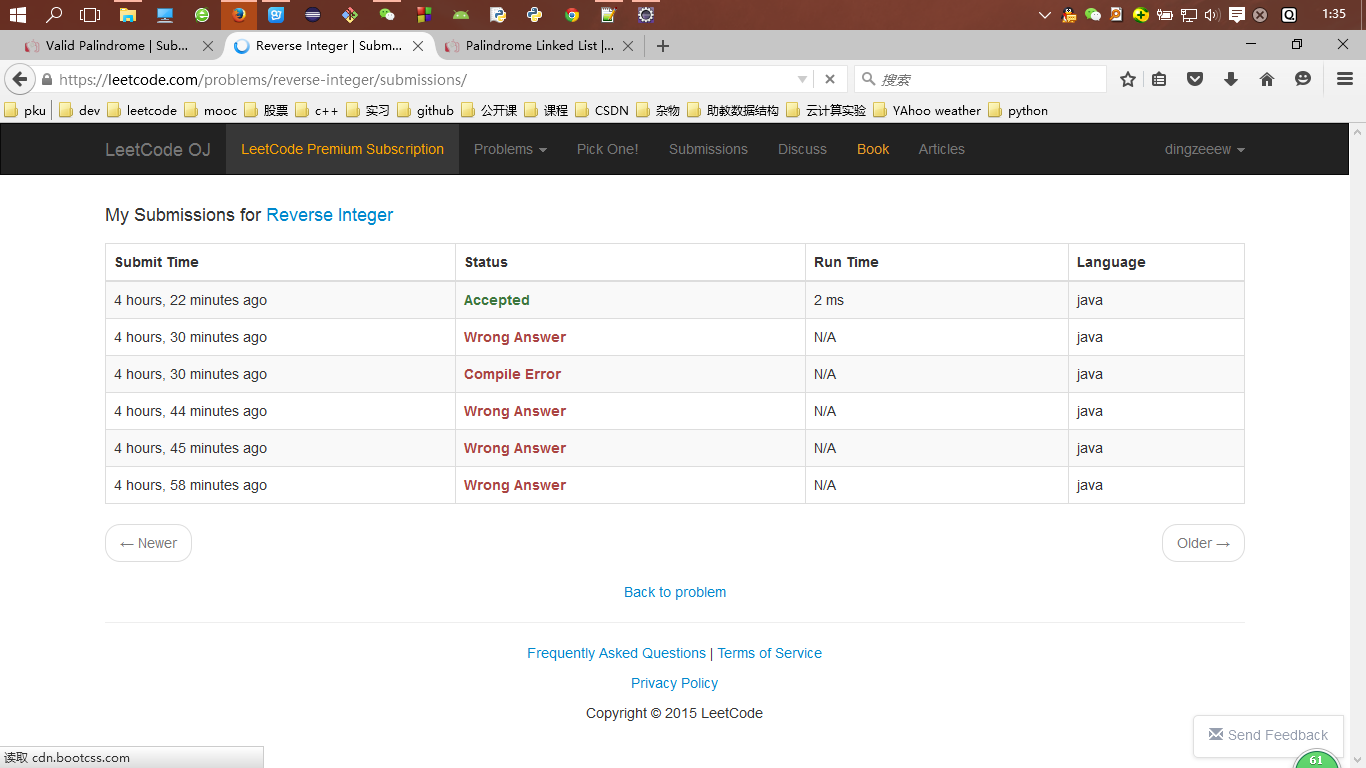 1:35
Valid Palindrome | Sub...
Reverse Integer | Subm...
Palindrome Linked List |...
https://leetcode.com/problems/reverse-integer/submissions/
搜索
pku dev leetcode mooc 股票 c++ 实习 github 公开课 课程 CSDN 杂物 助教数据结构 云计算实验 YAhoo weather python
LeetCode OJ LeetCode Premium Subscription Problems Pick One! Submissions Discuss Book Articles dingzeeew
My Submissions for Reverse Integer
Submit Time Status Run Time Language
4 hours, 22 minutes ago Accepted 2 ms java
4 hours, 30 minutes ago Wrong Answer N/A java
4 hours, 30 minutes ago Compile Error N/A java
4 hours, 44 minutes ago Wrong Answer N/A java
4 hours, 45 minutes ago Wrong Answer N/A java
4 hours, 58 minutes ago Wrong Answer N/A java
← Newer Older →
Back to problem
Frequently Asked Questions | Terms of Service
Privacy Policy
Copyright © 2015 LeetCode
Send Feedback
读取 cdn.bootcss.com
61